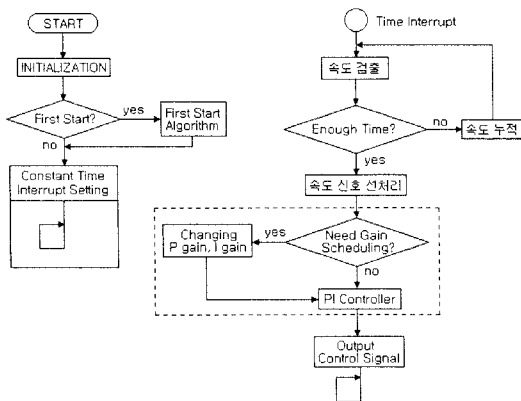 START
INITIALIZATION
First Start?
yes
First Start
Algorithm
no
Constant Time
Interrupt Setting
Time Interrupt
속도 검출
Enough Time?
no
속도 누적
yes
속도 신호 선처리
Changing
P gain, I gain
yes
Need Gain
Scheduling?
no
PI Controller
Output
Control Signal